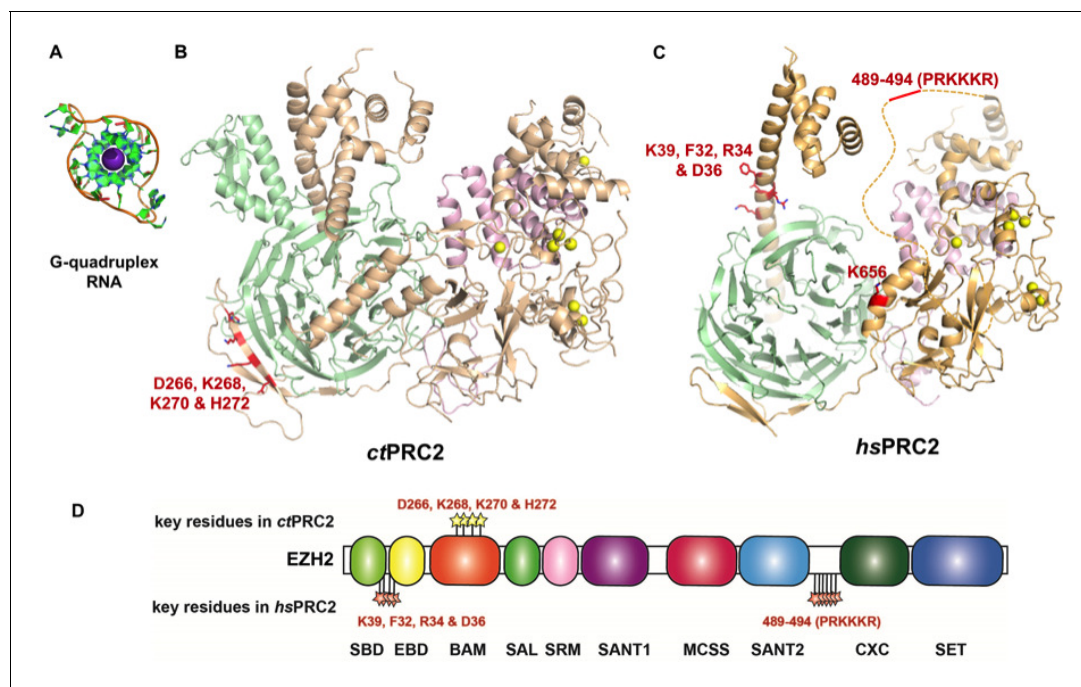 A
B
C
489-494 (PRKKKR)
K39, F32, R34
& D36
K656
G-quadruplex
RNA
D266, K268,
K270 & H272
ctPRC2
hsPRC2
D
D266, K268, K270 & H272
key residues in ctPRC2
EZH2
key residues in hsPRC2
K39, F32, R34 & D36
489-494 (PRKKKR)
SBD EBD BAM SAL SRM SANT1 MCSS SANT2 CXC SET